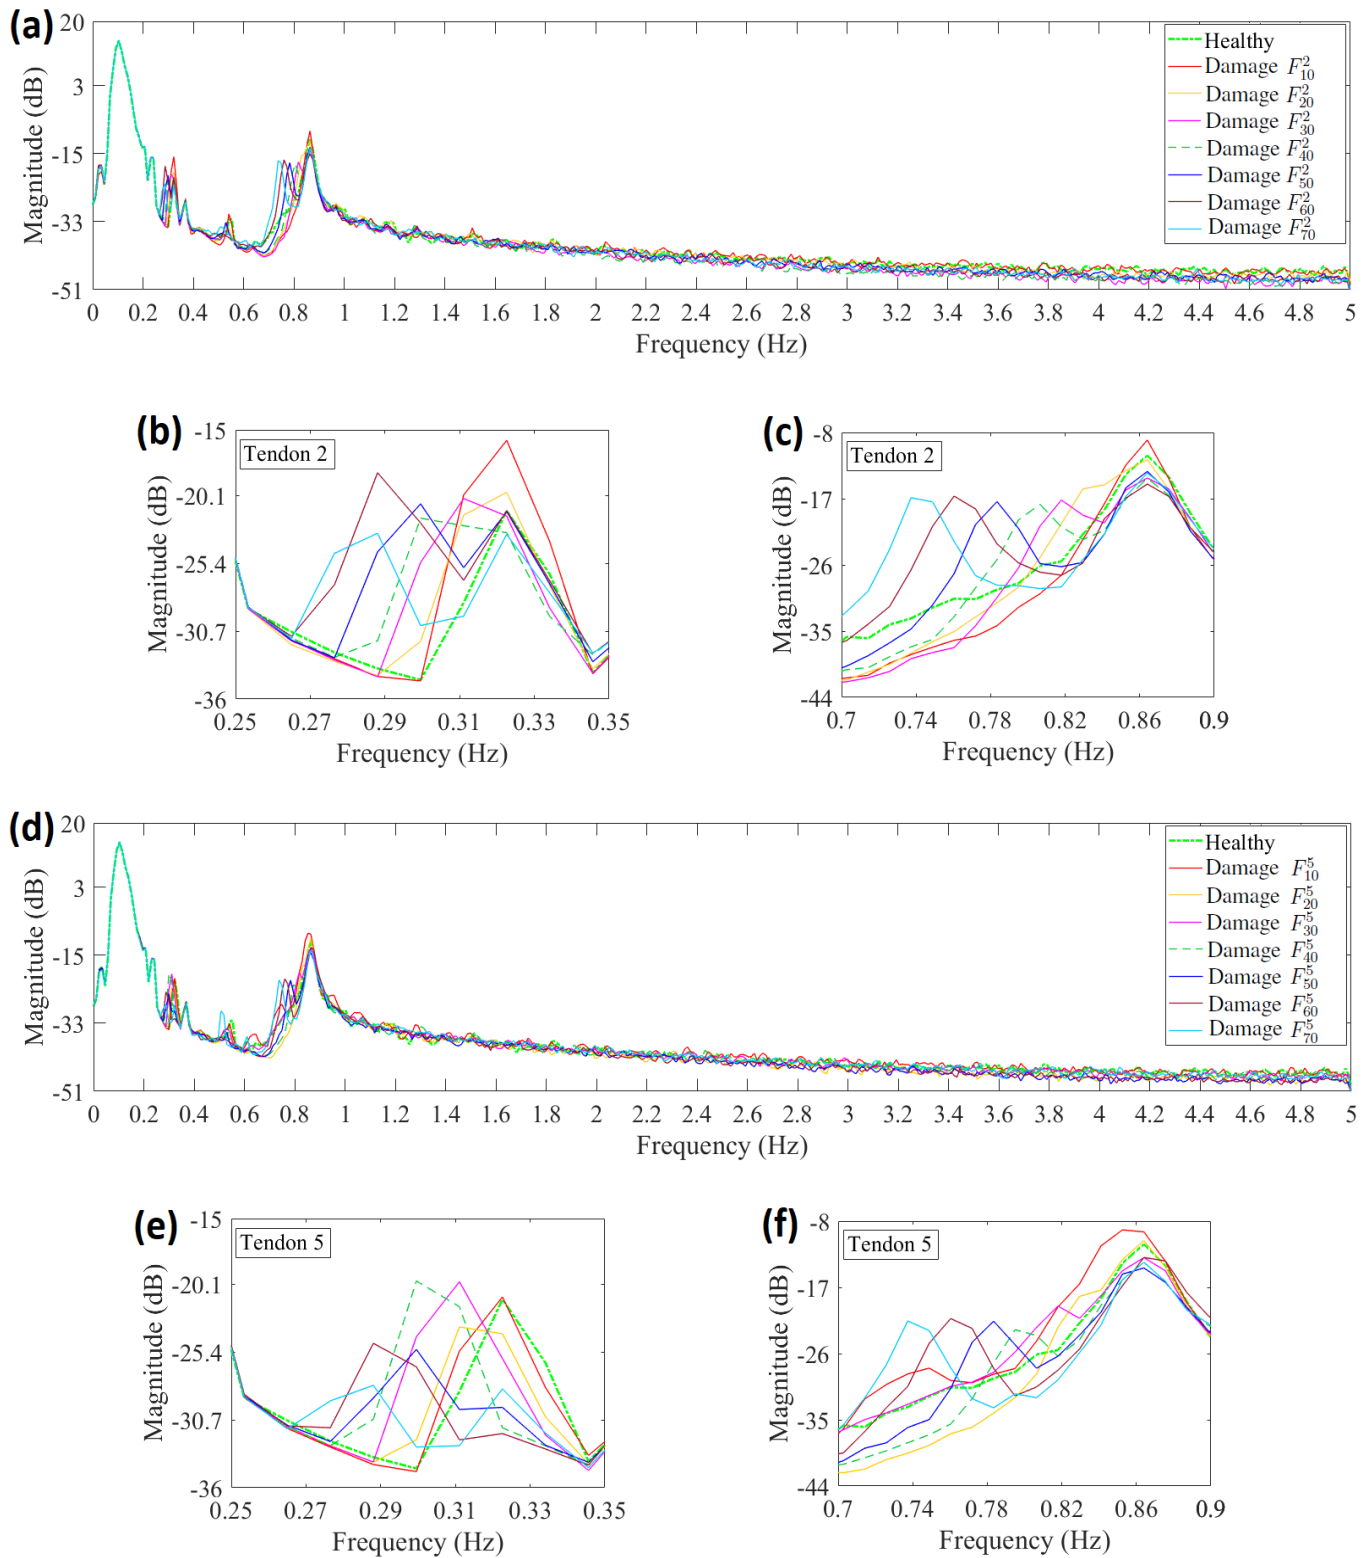 (a)
20
3
-15
-33
-51
Magnitude (dB)
0 0.2 0.4 0.6 0.8 1 1.2 1.4 1.6 1.8 2 2.2 2.4 2.6 2.8 3 3.2 3.4 3.6 3.8 4 4.2 4.4 4.6 4.8 5
Frequency (Hz)
Healthy
Damage F^2_10
Damage F^2_20
Damage F^2_30
Damage F^2_40
Damage F^2_50
Damage F^2_60
Damage F^2_70
(b)
Tendon 2
-15
-20.1
-25.4
-30.7
-36
Magnitude (dB)
0.25 0.27 0.29 0.31 0.33 0.35
Frequency (Hz)
(c)
Tendon 2
-8
-17
-26
-35
-44
Magnitude (dB)
0.7 0.74 0.78 0.82 0.86 0.9
Frequency (Hz)
(d)
20
3
-15
-33
-51
Magnitude (dB)
0 0.2 0.4 0.6 0.8 1 1.2 1.4 1.6 1.8 2 2.2 2.4 2.6 2.8 3 3.2 3.4 3.6 3.8 4 4.2 4.4 4.6 4.8 5
Frequency (Hz)
Healthy
Damage F^5_10
Damage F^5_20
Damage F^5_30
Damage F^5_40
Damage F^5_50
Damage F^5_60
Damage F^5_70
(e)
Tendon 5
-15
-20.1
-25.4
-30.7
-36
Magnitude (dB)
0.25 0.27 0.29 0.31 0.33 0.35
Frequency (Hz)
(f)
Tendon 5
-8
-17
-26
-35
-44
Magnitude (dB)
0.7 0.74 0.78 0.82 0.86 0.9
Frequency (Hz)